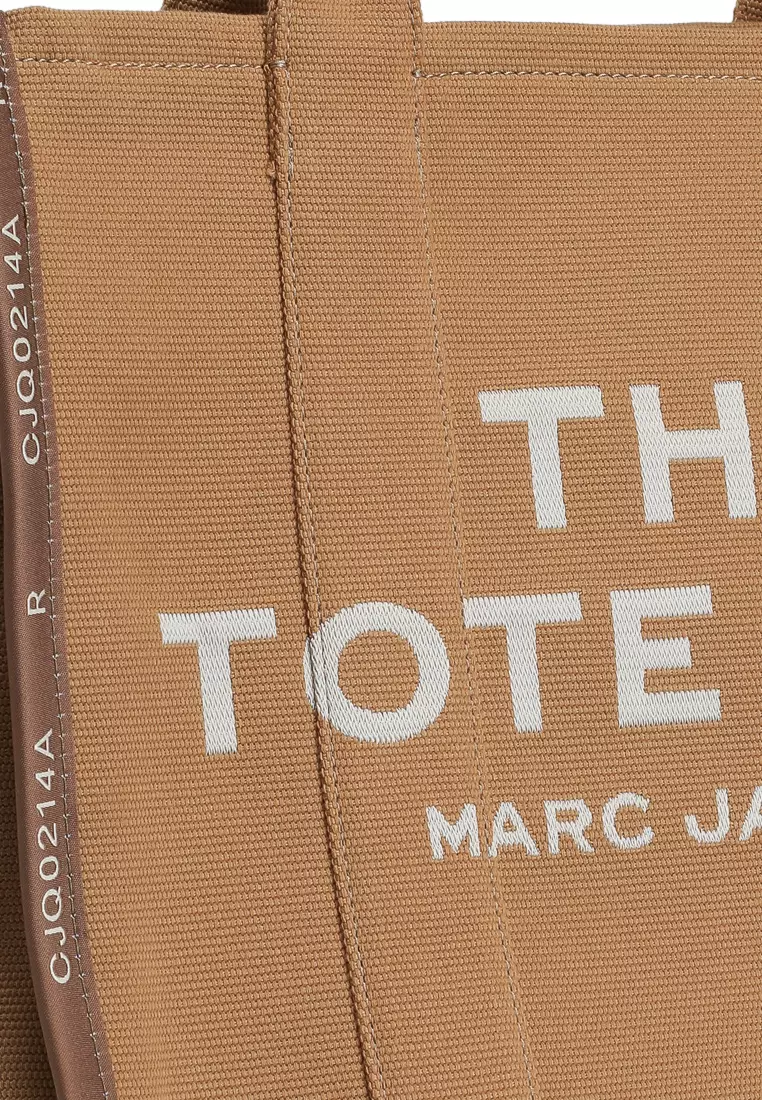 TH
TOTE
MARC JA
CJQ0214A
R
CJQ0214A